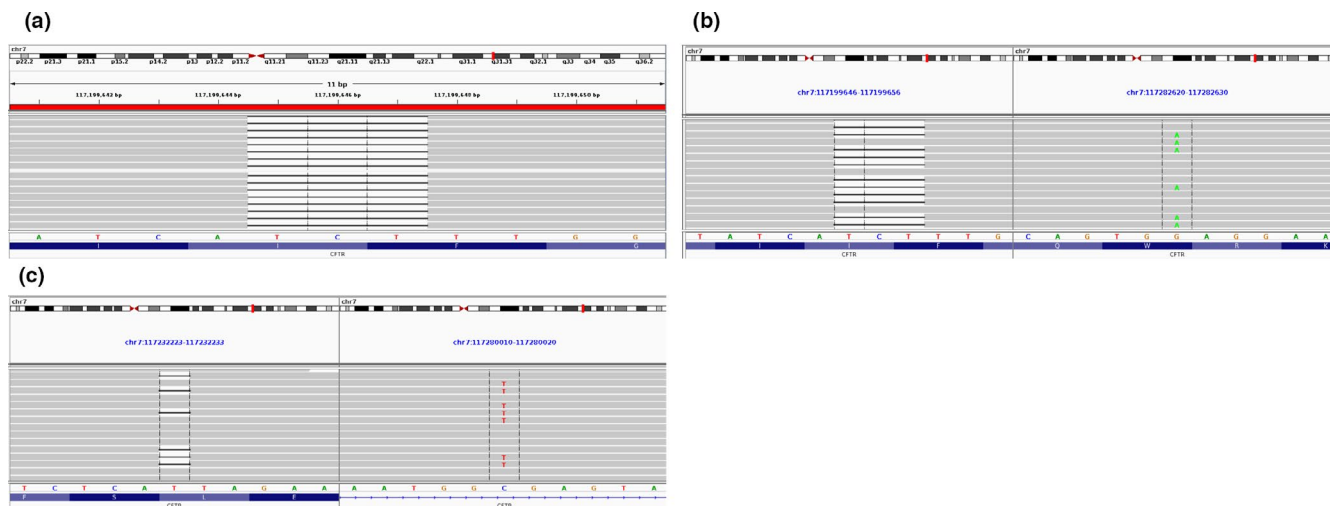 (a)
chr7
p22.2 p21.3 p21.1 p15.2 p14.2 p13 p12.2 p11.2 q11.21 q11.23 q21.11 q21.13 q22.1 q31.1 q31.31 q32.1 q33 q34 q35 q36.2
11 bp
117,199,642 bp 117,199,644 bp 117,199,646 bp 117,199,648 bp 117,199,650 bp
A T C A T C T T T G G
I I F G
CFTR
(b)
chr7 chr7
chr7:117199646-117199656 chr7:117282620-117282630
A
A
A
A
A
A
T A T C A T C T T T G C A G T G G A G G A A
I I F Q W R K
CFTR CFTR
(c)
chr7 chr7
chr7:117232223-117232233 chr7:117280010-117280020
T
T
T
T
T
T
T
T C T C A T T A G A A A A T G G C G A G T A
F S L E
CFTR CFTR